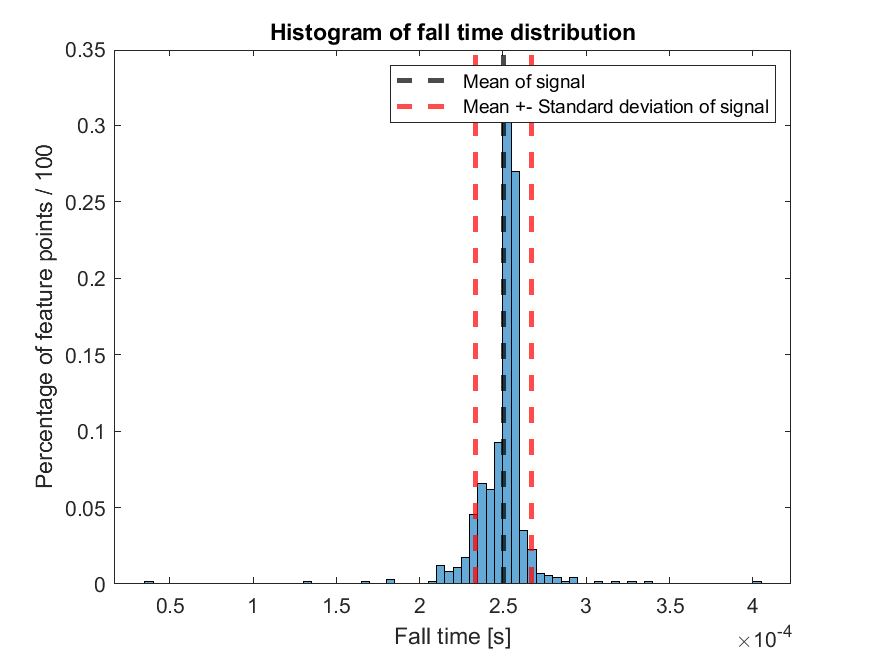 Histogram of fall time distribution
0.35
0.3
0.25
0.2
0.15
0.1
0.05
0
Mean of signal
Mean +- Standard deviation of signal
Percentage of feature points / 100
0.5 1 1.5 2 2.5 3 3.5 4
Fall time [s]
×10⁻⁴